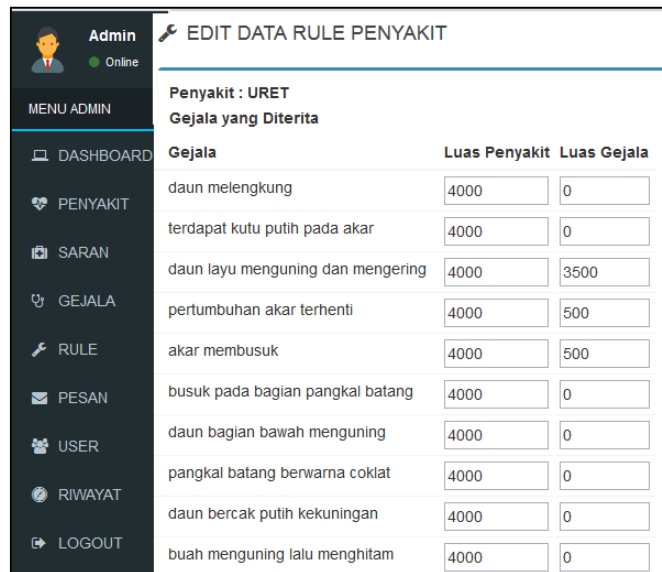 Admin
Online
MENU ADMIN
DASHBOARD
PENYAKIT
SARAN
GEJALA
RULE
PESAN
USER
RIWAYAT
LOGOUT
EDIT DATA RULE PENYAKIT
Penyakit : URET
Gejala yang Diterita
Gejala Luas Penyakit Luas Gejala
daun melengkung 4000 0
terdapat kutu putih pada akar 4000 0
daun layu menguning dan mengering 4000 3500
pertumbuhan akar terhenti 4000 500
akar membusuk 4000 500
busuk pada bagian pangkal batang 4000 0
daun bagian bawah menguning 4000 0
pangkal batang berwarna coklat 4000 0
daun bercak putih kekuningan 4000 0
buah menguning lalu menghitam 4000 0